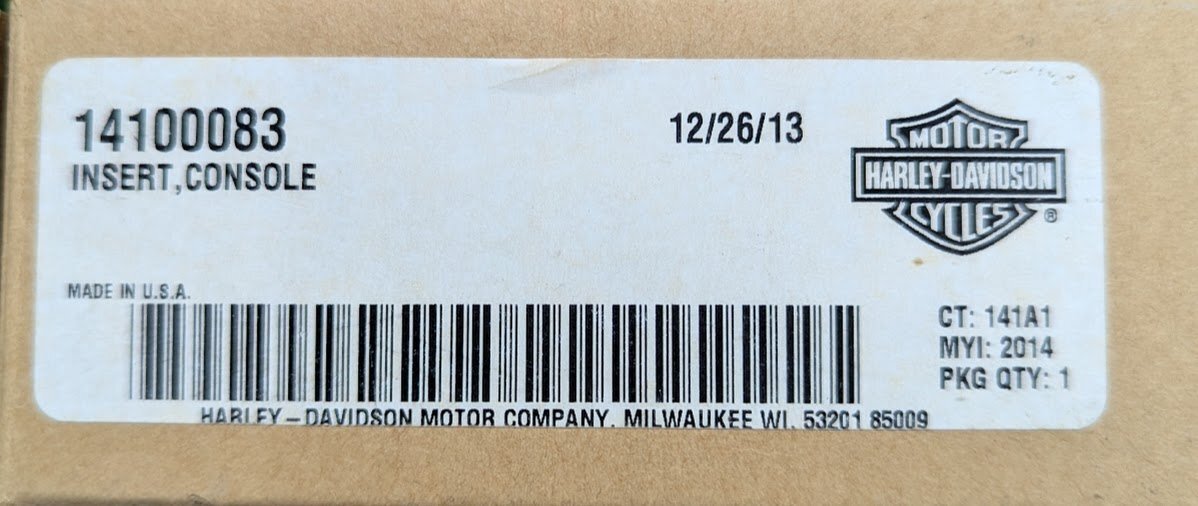 14100083
INSERT,CONSOLE
12/26/13
MOTOR
HARLEY-DAVIDSON
CYCLES
®
MADE IN U.S.A.
CT: 141A1
MYI: 2014
PKG QTY: 1
HARLEY-DAVIDSON MOTOR COMPANY. MILWAUKEE WI. 53201 85009